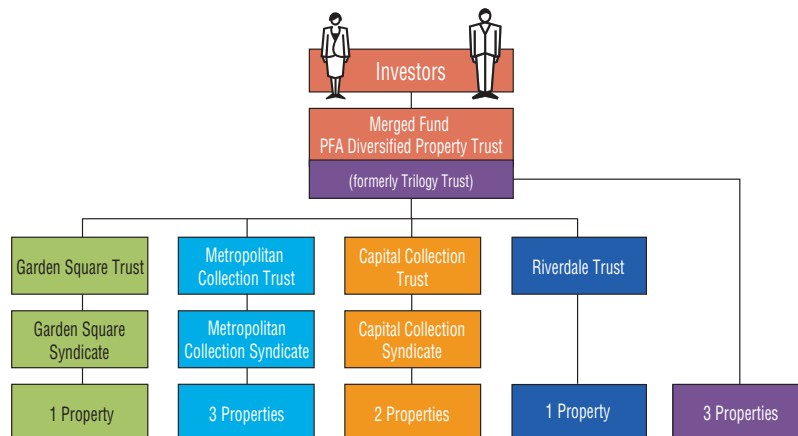 Investors
Merged Fund
PFA Diversified Property Trust
(formerly Trilogy Trust)
Garden Square Trust
Metropolitan
Collection Trust
Capital Collection
Trust
Riverdale Trust
Garden Square
Syndicate
Metropolitan
Collection Syndicate
Capital Collection
Syndicate
1 Property
3 Properties
2 Properties
1 Property
3 Properties